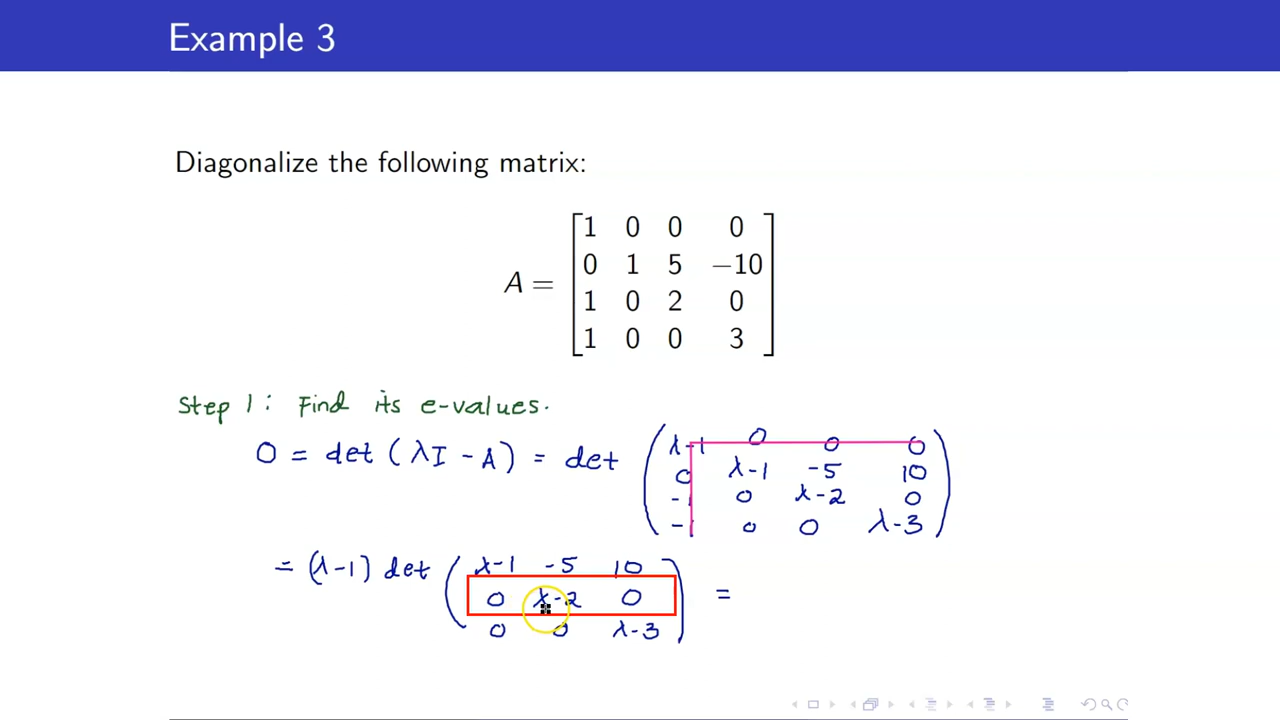 Example 3
Diagonalize the following matrix:
A = [1 0 0 0
0 1 5 −10
1 0 2 0
1 0 0 3]
Step 1: Find its e-values.
0 = det (λI - A) = det (λ-1 0 0 0
0 λ-1 -5 10
-1 0 λ-2 0
-1 0 0 λ-3)
= (λ-1) det (λ-1 -5 10
0 λ-2 0
0 0 λ-3) =